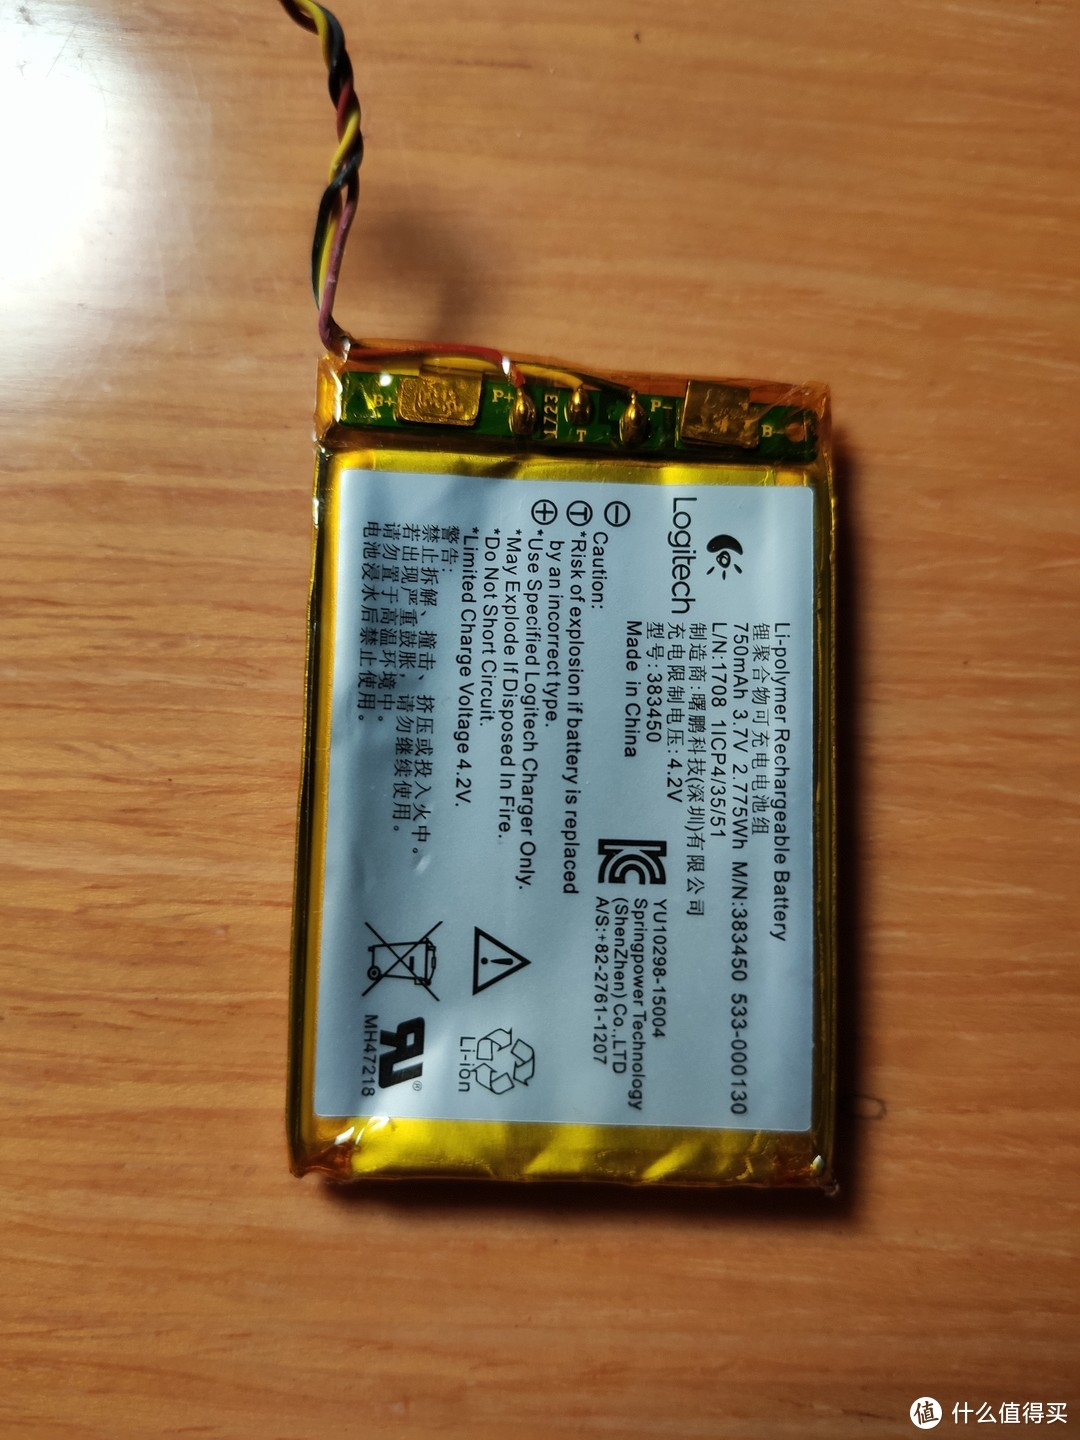 B+
P+
1723
T
P-
B-
Logitech
Li-polymer Rechargeable Battery
锂聚合物可充电电池组
750mAh 3.7V 2.775Wh M/N:383450 533-000130
L/N:1708 1ICP4/35/51
制造商:曙鹏科技(深圳)有限公司
充电限制电压:4.2V
型号:383450
Made in China
YU10298-15004
Springpower Technology
(ShenZhen) Co.,LTD
A/S:+82-2761-1207
Caution:
*Risk of explosion if battery is replaced
by an incorrect type.
*Use Specified Logitech Charger Only.
*May Explode If Disposed In Fire.
*Do Not Short Circuit.
*Limited Charge Voltage 4.2V.
警告:
禁止拆解、撞击、挤压或投入火中。
若出现严重鼓胀,请勿继续使用。
请勿置于高温环境中。
电池浸水后禁止使用。
Li-ion
MH47218
值 什么值得买